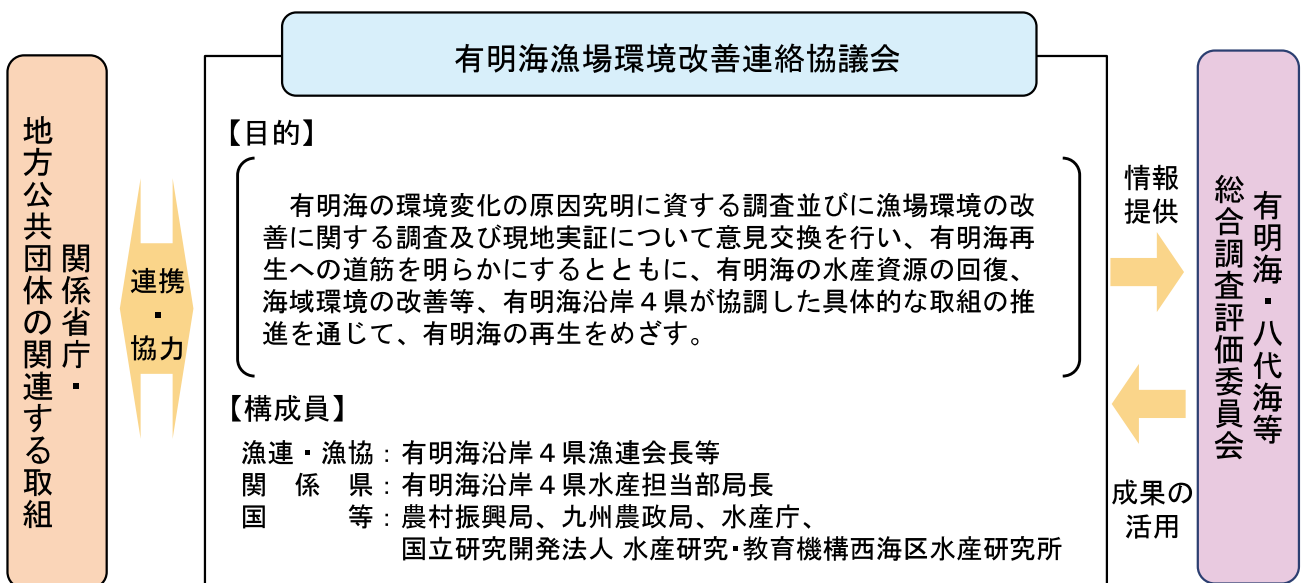 有明海漁場環境改善連絡協議会
関係省庁・
地方公共団体の関連する取組
連携
・
協力
【目的】
有明海の環境変化の原因究明に資する調査並びに漁場環境の改
善に関する調査及び現地実証について意見交換を行い、有明海再
生への道筋を明らかにするとともに、有明海の水産資源の回復、
海域環境の改善等、有明海沿岸４県が協調した具体的な取組の推
進を通じて、有明海の再生をめざす。
【構成員】
漁連・漁協：有明海沿岸４県漁連会長等
関　係　県：有明海沿岸４県水産担当部局長
国　　　等：農村振興局、九州農政局、水産庁、
国立研究開発法人 水産研究・教育機構西海区水産研究所
情報
提供
成果の
活用
有明海・八代海等
総合調査評価委員会